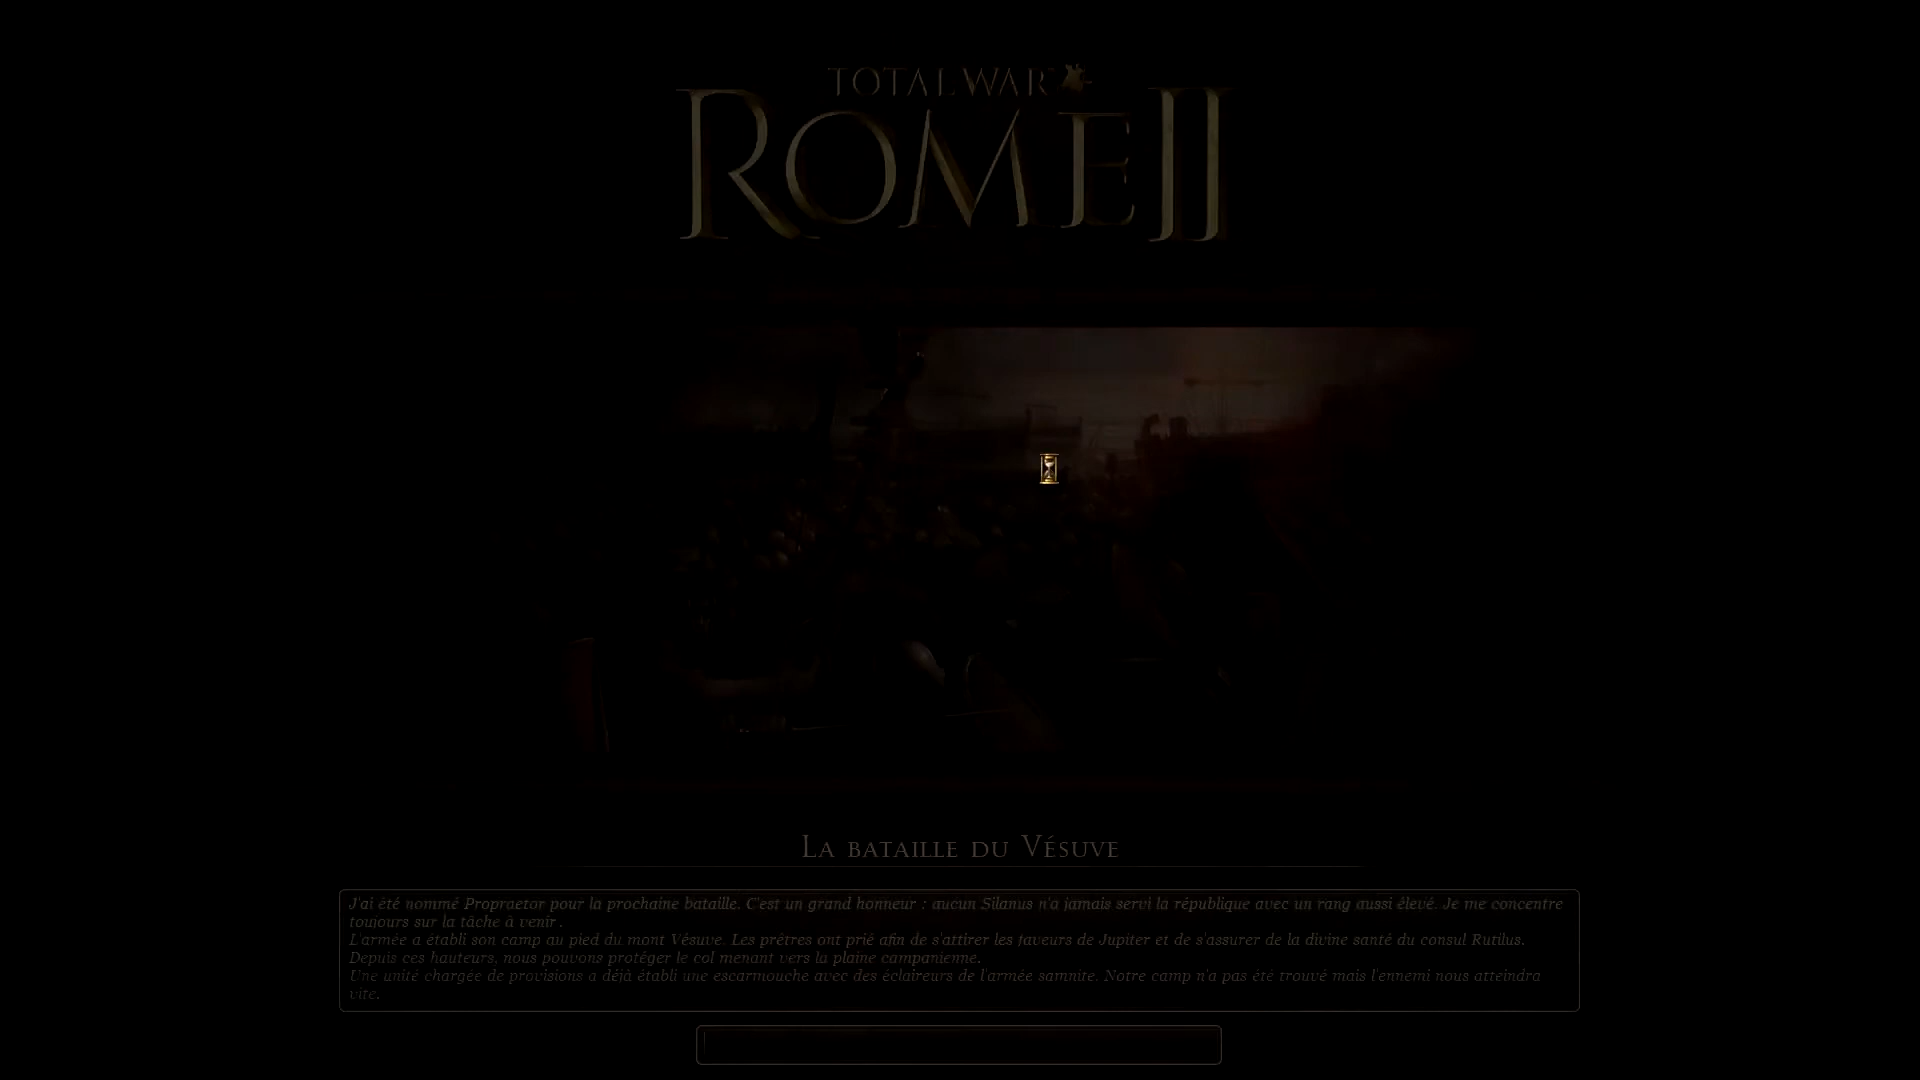 TOTAL WAR
ROME II
LA BATAILLE DU VÉSUVE
J'ai été nommé Propraetor pour la prochaine bataille. C'est un grand honneur : aucun Silanus n'a jamais servi la république avec un rang aussi élevé. Je me concentre
toujours sur la tâche à venir .
L'armée a établi son camp au pied du mont Vésuve. Les prêtres ont prié afin de s'attirer les faveurs de Jupiter et de s'assurer de la divine santé du consul Rutilus.
Depuis ces hauteurs, nous pouvons protéger le col menant vers la plaine campanienne.
Une unité chargée de provisions a déjà établi une escarmouche avec des éclaireurs de l'armée samnite. Notre camp n'a pas été trouvé mais l'ennemi nous atteindra
vite.